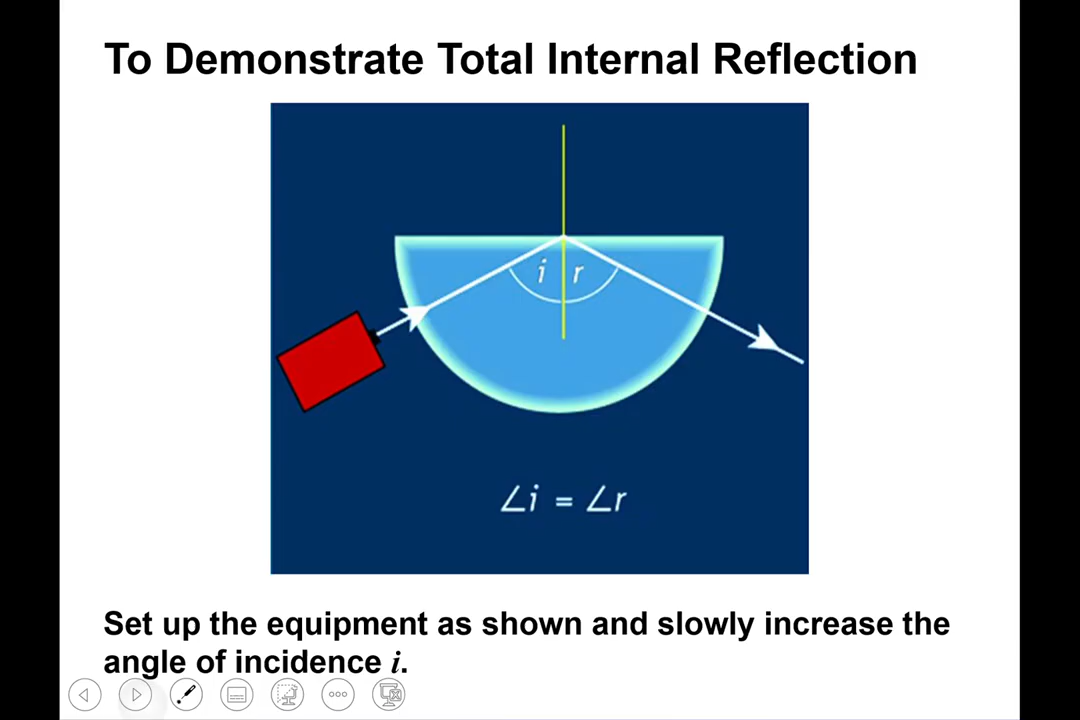 To Demonstrate Total Internal Reflection
i r
∠i = ∠r
Set up the equipment as shown and slowly increase the
angle of incidence i.